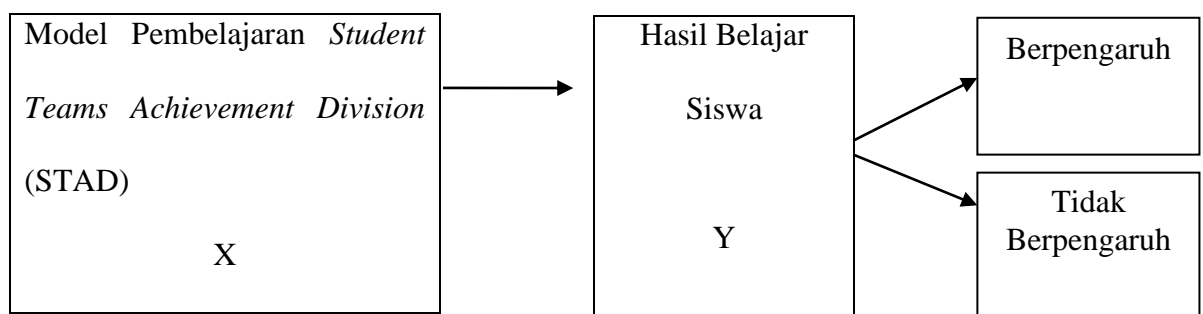 Model Pembelajaran Student
Teams Achievement Division
(STAD)
X
Hasil Belajar
Siswa
Y
Berpengaruh
Tidak
Berpengaruh